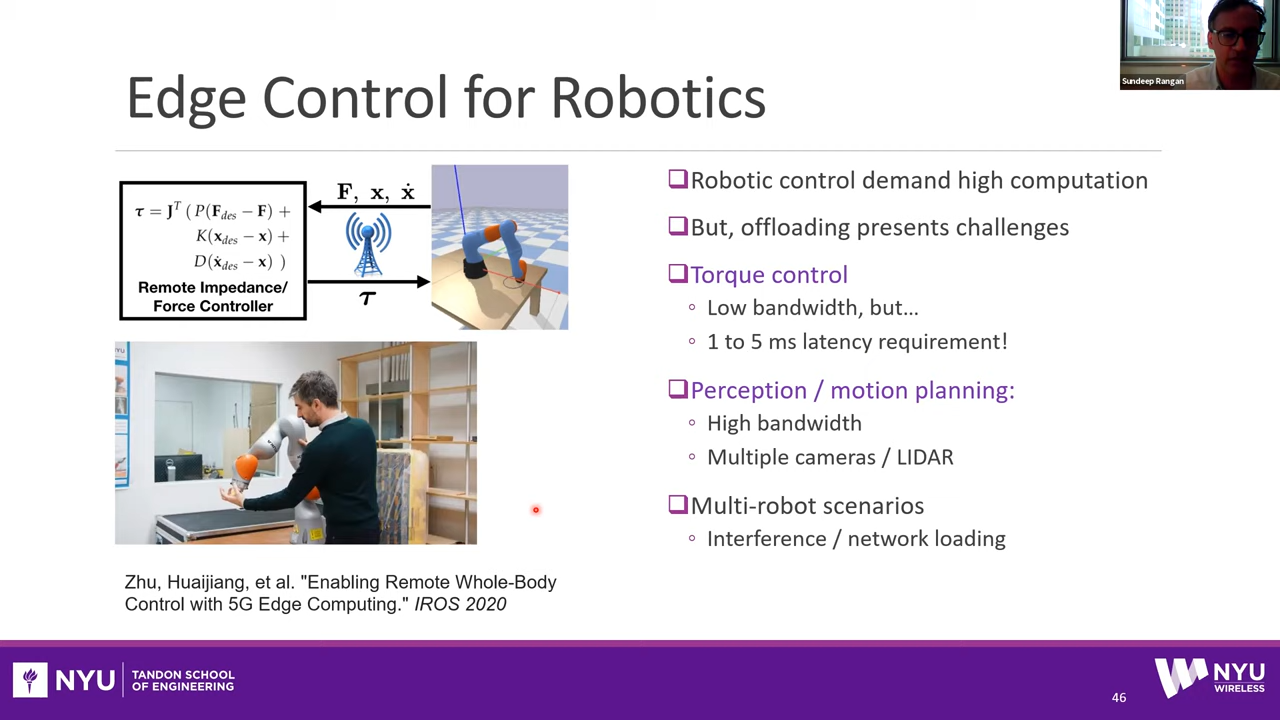 Sundeep Rangan
Edge Control for Robotics
τ = Jᵀ ( P(F_des − F) +
K(x_des − x) +
D(ẋ_des − x) )
Remote Impedance/
Force Controller
F, x, ẋ
τ
Robotic control demand high computation
But, offloading presents challenges
Torque control
Low bandwidth, but…
1 to 5 ms latency requirement!
Perception / motion planning:
High bandwidth
Multiple cameras / LIDAR
Multi-robot scenarios
Interference / network loading
Zhu, Huaijiang, et al. "Enabling Remote Whole-Body
Control with 5G Edge Computing." IROS 2020
NYU
TANDON SCHOOL
OF ENGINEERING
46
NYU
WIRELESS